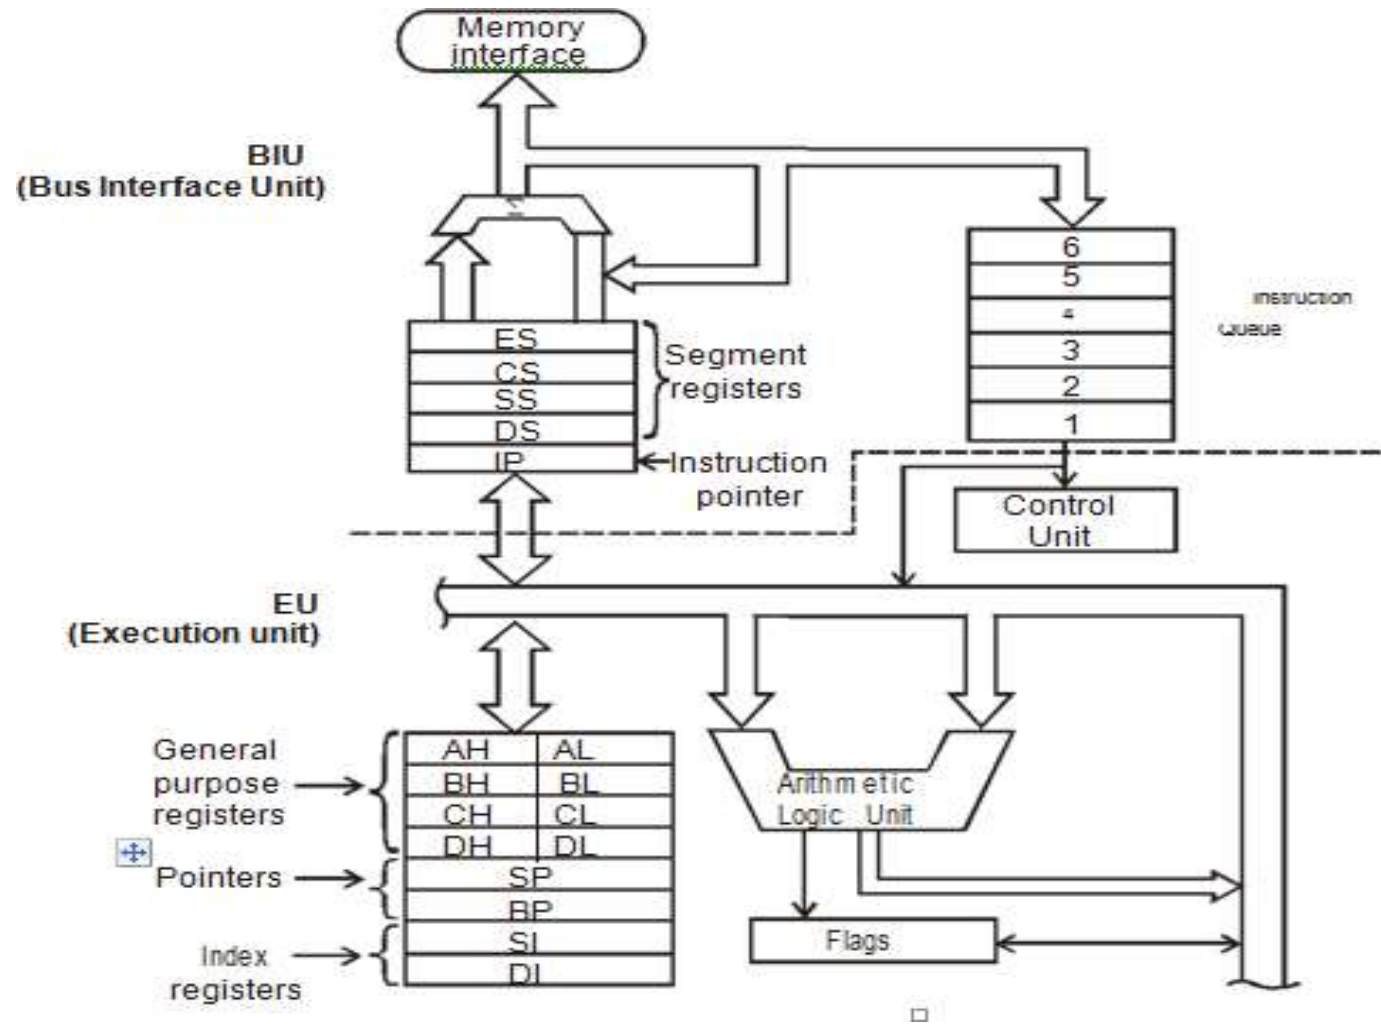 Memory
interface
BIU
(Bus Interface Unit)
Σ
6
5
4
3
2
1
Instruction
Queue
ES
CS
SS
DS
IP
Segment
registers
Instruction
pointer
Control
Unit
EU
(Execution unit)
General
purpose
registers
Pointers
Index
registers
AH AL
BH BL
CH CL
DH DL
SP
BP
SI
DI
Arithmetic
Logic Unit
Flags